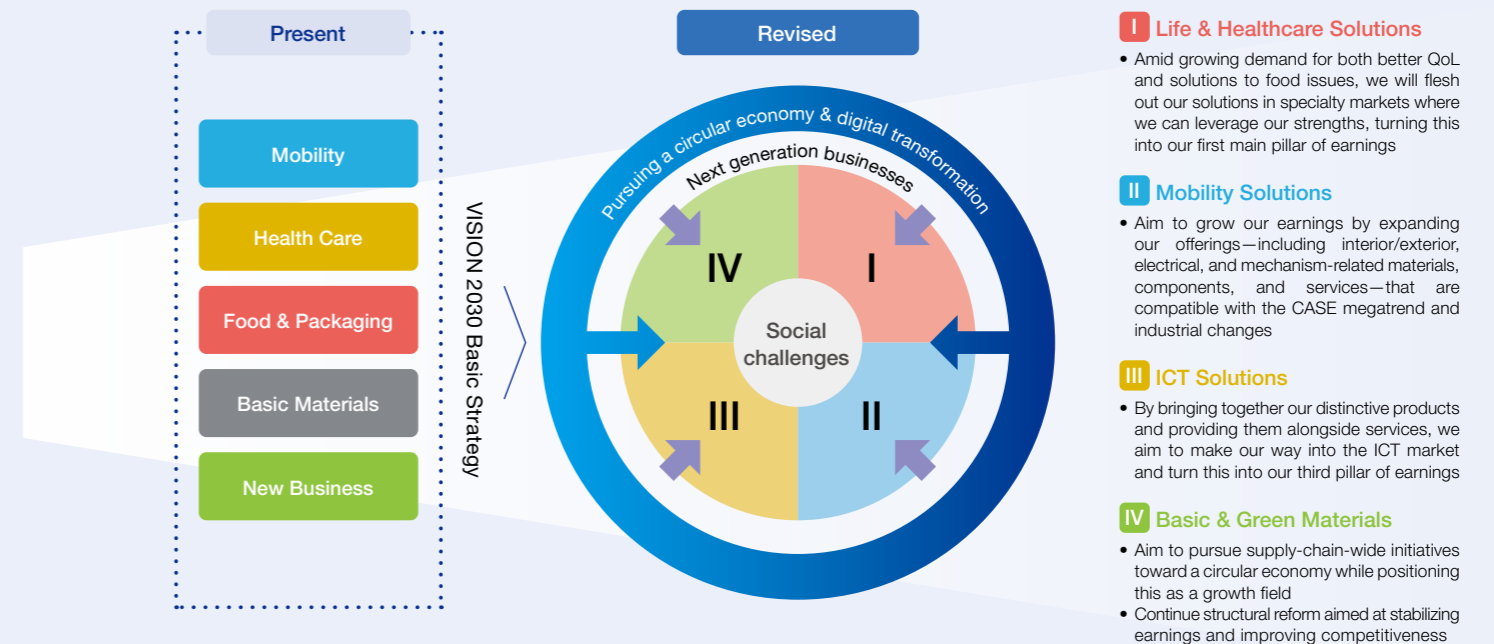 Present
Mobility
Health Care
Food & Packaging
Basic Materials
New Business
VISION 2030 Basic Strategy
Revised
Pursuing a circular economy & digital transformation
Next generation businesses
IV
I
Social
challenges
III
II
I Life & Healthcare Solutions
• Amid growing demand for both better QoL
and solutions to food issues, we will flesh
out our solutions in specialty markets where
we can leverage our strengths, turning this
into our first main pillar of earnings
II Mobility Solutions
• Aim to grow our earnings by expanding
our offerings—including interior/exterior,
electrical, and mechanism-related materials,
components, and services—that are
compatible with the CASE megatrend and
industrial changes
III ICT Solutions
• By bringing together our distinctive products
and providing them alongside services, we
aim to make our way into the ICT market
and turn this into our third pillar of earnings
IV Basic & Green Materials
• Aim to pursue supply-chain-wide initiatives
toward a circular economy while positioning
this as a growth field
• Continue structural reform aimed at stabilizing
earnings and improving competitiveness